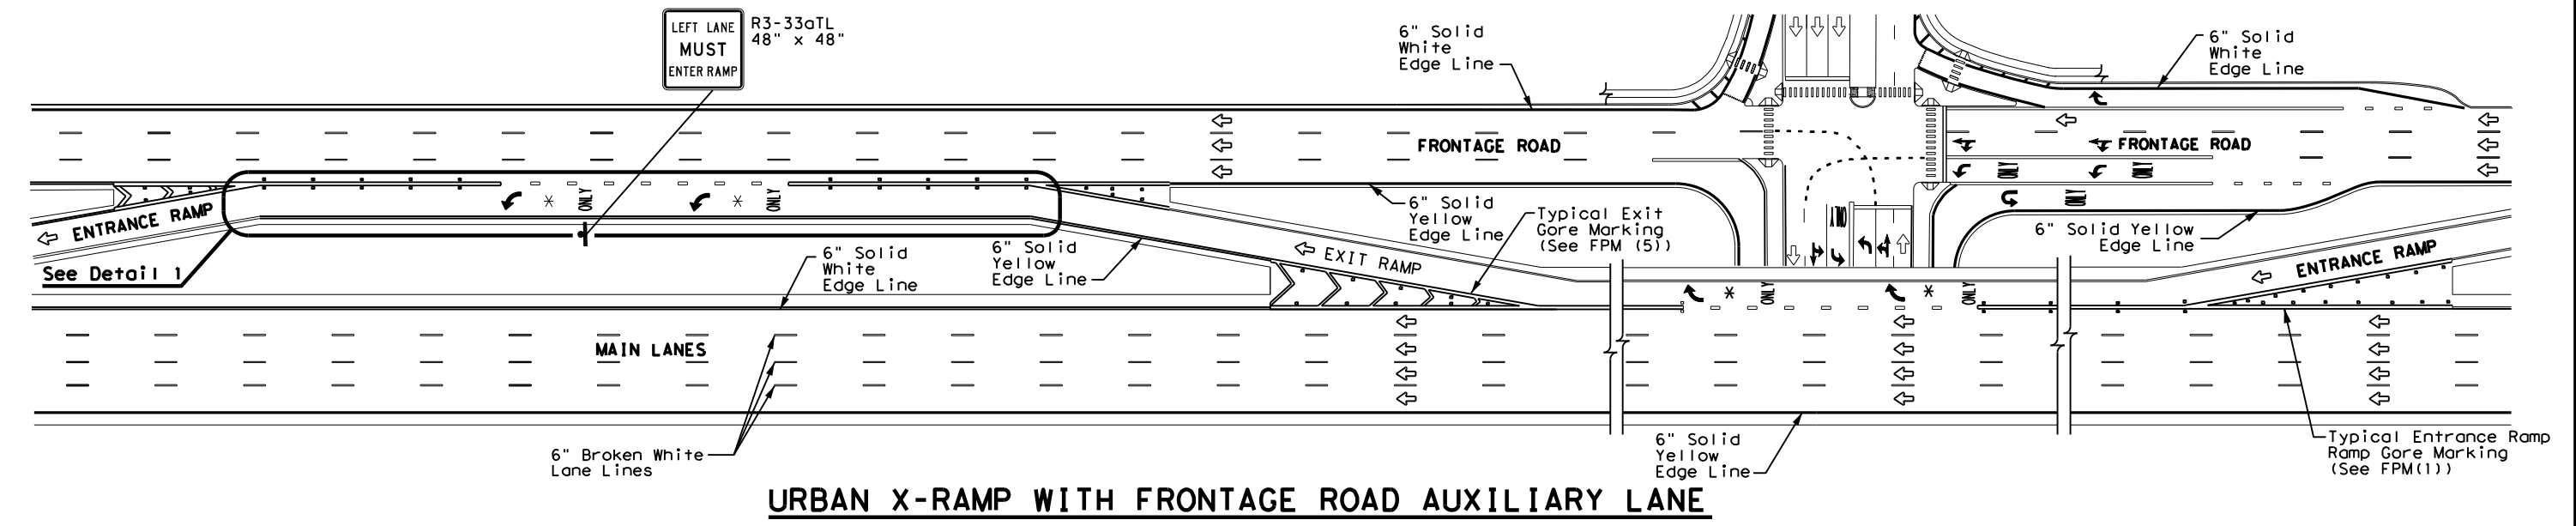 LEFT LANE
MUST
ENTER RAMP
R3-33aTL
48" x 48"
6" Solid
White
Edge Line
6" Solid
White
Edge Line
FRONTAGE ROAD
FRONTAGE ROAD
ONLY
ONLY
ONLY
ONLY
ONLY
ENTRANCE RAMP
See Detail 1
6" Solid
White
Edge Line
6" Solid
Yellow
Edge Line
6" Solid
Yellow
Edge Line
Typical Exit
Gore Marking
(See FPM (5))
EXIT RAMP
6" Solid Yellow
Edge Line
ENTRANCE RAMP
ONLY
ONLY
MAIN LANES
6" Broken White
Lane Lines
6" Solid
Yellow
Edge Line
Typical Entrance Ramp
Ramp Gore Marking
(See FPM(1))
URBAN X-RAMP WITH FRONTAGE ROAD AUXILIARY LANE